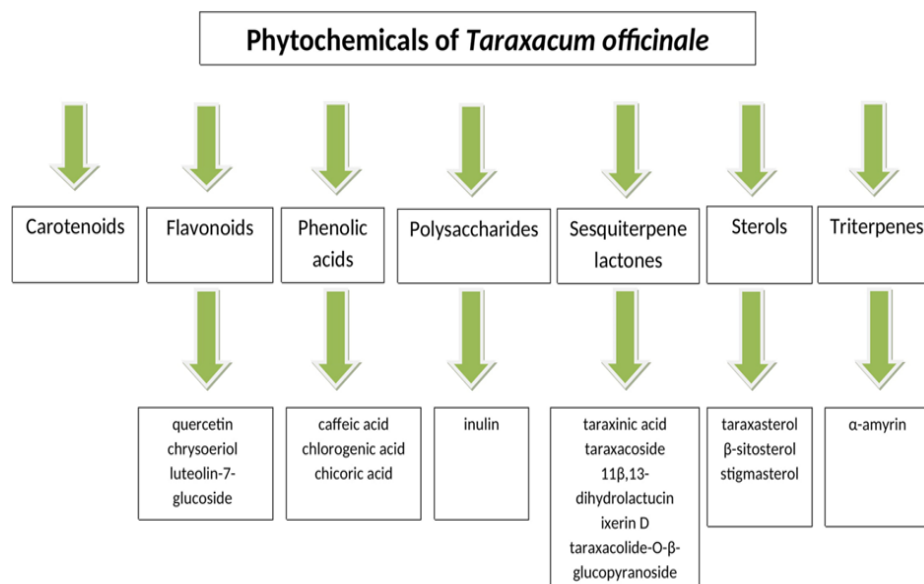 Phytochemicals of Taraxacum officinale
Carotenoids
Flavonoids
Phenolic
acids
Polysaccharides
Sesquiterpene
lactones
Sterols
Triterpenes
quercetin
chrysoeriol
luteolin-7-
glucoside
caffeic acid
chlorogenic acid
chicoric acid
inulin
taraxinic acid
taraxacoside
11β,13-
dihydrolactucin
ixerin D
taraxacolide-O-β-
glucopyranoside
taraxasterol
β-sitosterol
stigmasterol
α-amyrin